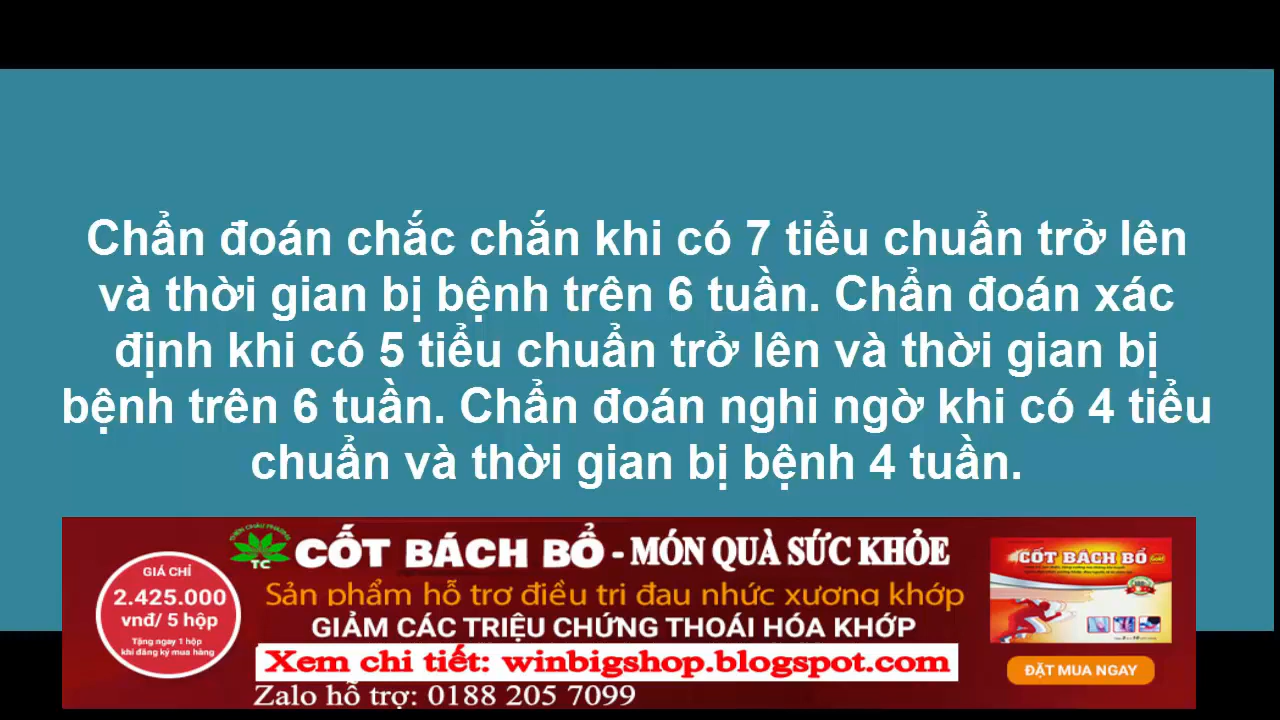 Chẩn đoán chắc chắn khi có 7 tiểu chuẩn trở lên
và thời gian bị bệnh trên 6 tuần. Chẩn đoán xác
định khi có 5 tiểu chuẩn trở lên và thời gian bị
bệnh trên 6 tuần. Chẩn đoán nghi ngờ khi có 4 tiểu
chuẩn và thời gian bị bệnh 4 tuần.
THIÊN CHÂU PHARMA
TC
CỐT BÁCH BỔ - MÓN QUÀ SỨC KHỎE
Sản phẩm hỗ trợ điều trị đau nhức xương khớp
GIẢM CÁC TRIỆU CHỨNG THOÁI HÓA KHỚP
Xem chi tiết: winbigshop.blogspot.com
Zalo hỗ trợ: 0188 205 7099
GIÁ CHỈ
2.425.000
vnđ/ 5 hộp
Tặng ngay 1 hộp
khi đăng ký mua hàng
CỐT BÁCH BỔ
ĐẶT MUA NGAY